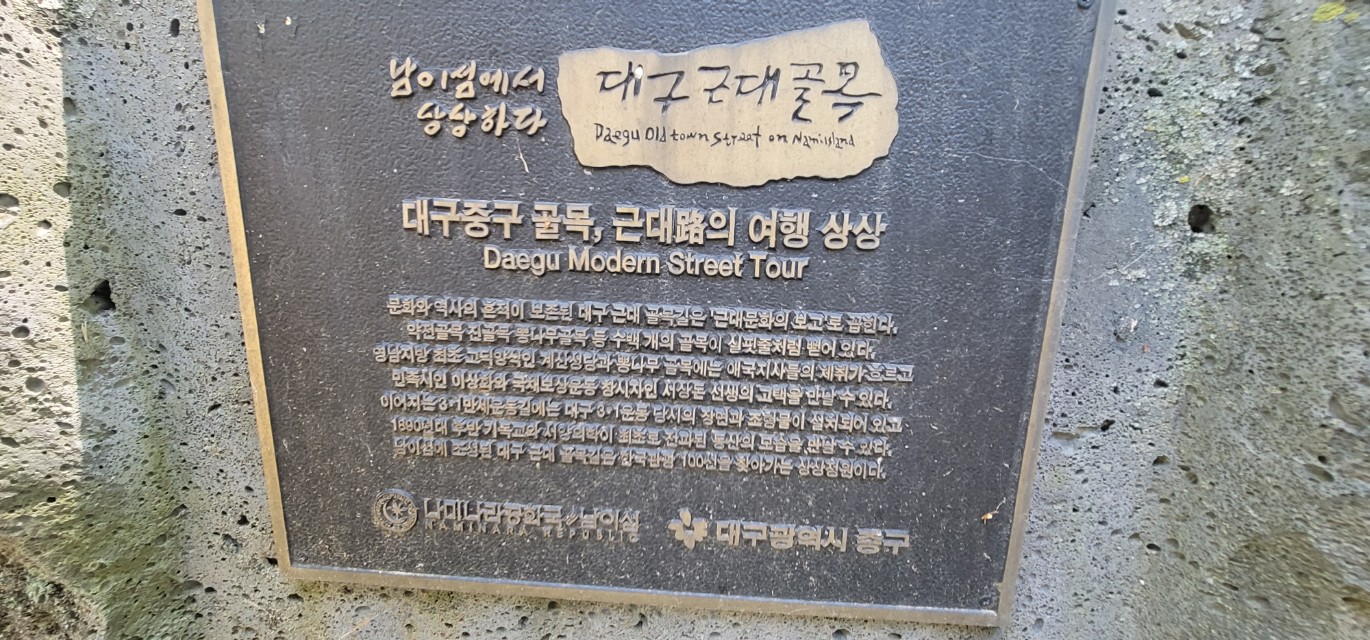 남이섬에서
상상하다
대구 근대골목
Daegu Old town street on Namiisland
대구중구 골목, 근대路의 여행 상상
Daegu Modern Street Tour
문화와 역사의 흔적이 보존된 대구 근대 골목길은 '근대문화의 보고'로 꼽힌다.
약전골목 진골목 뽕나무골목 등 수백 개의 골목이 실핏줄처럼 뻗어 있다.
영남지방 최초 고딕양식인 계산성당과 뽕나무 골목에는 애국지사들의 체취가 흐르고
민족시인 이상화와 국채보상운동 창시자인 서상돈 선생의 고택을 만날 수 있다.
이어지는 3·1만세운동길에는 대구 3·1운동 당시의 장면과 조형물이 설치되어 있고
1890년대 후반 기독교와 서양의학이 최초로 전파된 동산의 모습을 만날 수 있다.
남이섬에 조성된 대구 근대 골목길은 한국관광 100선을 찾아가는 상상정원이다.
나미나라공화국 남이섬
NAMINARA REPUBLIC
대구광역시 중구